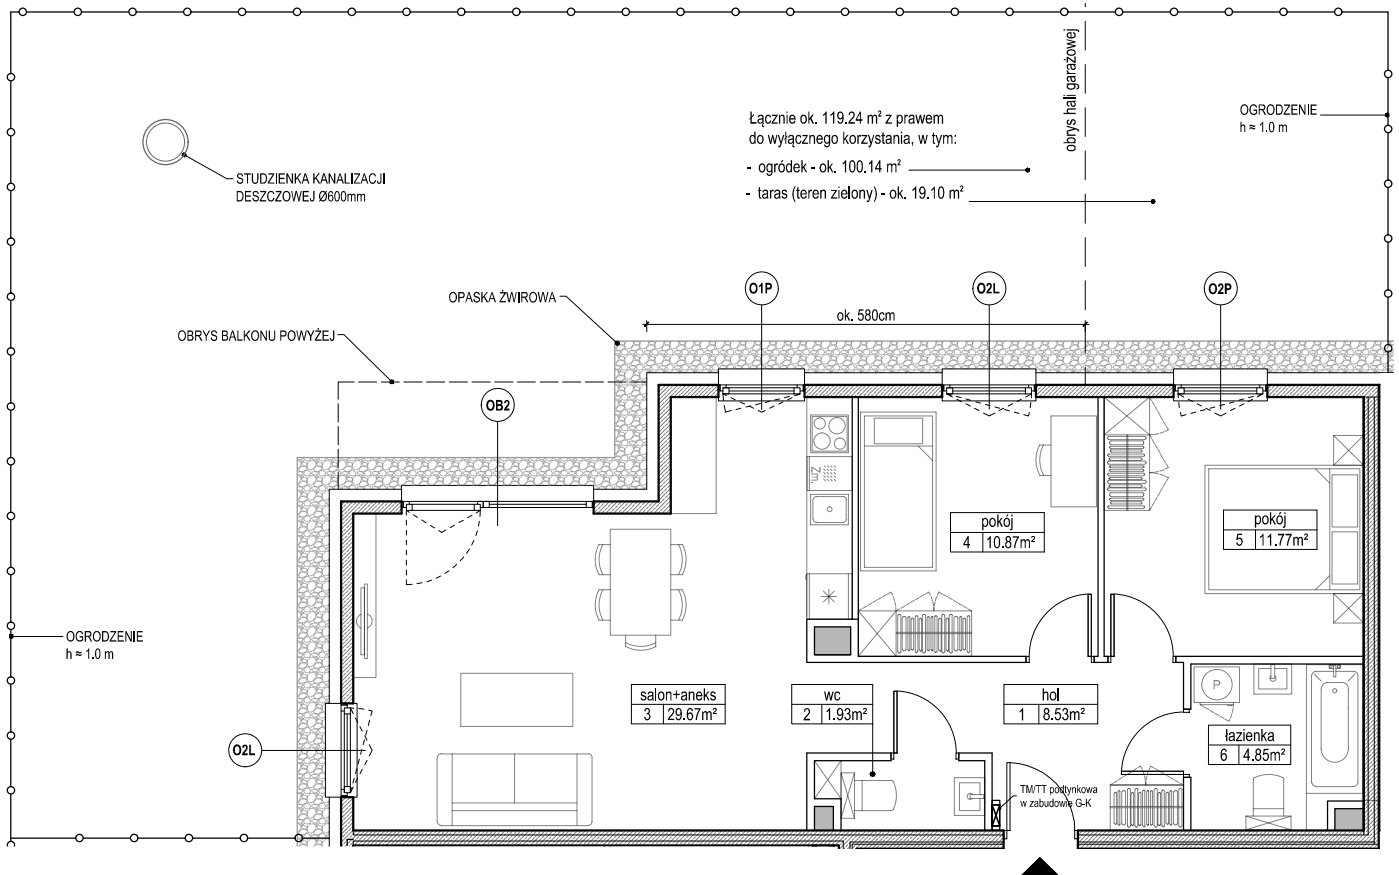 obrys hali garażowej
Łącznie ok. 119.24 m² z prawem
do wyłącznego korzystania, w tym:
- ogródek - ok. 100.14 m²
- taras (teren zielony) - ok. 19.10 m²
OGRODZENIE
h ≈ 1.0 m
STUDZIENKA KANALIZACJI
DESZCZOWEJ Ø600mm
O1P
O2L
O2P
OPASKA ŻWIROWA
ok. 580cm
OBRYS BALKONU POWYŻEJ
OB2
Zm.
pokój
4 10.87m²
pokój
5 11.77m²
OGRODZENIE
h ≈ 1.0 m
salon+aneks
3 29.67m²
wc
2 1.93m²
hol
1 8.53m²
P
łazienka
6 4.85m²
O2L
TM/TT podtynkowa
w zabudowie G-K